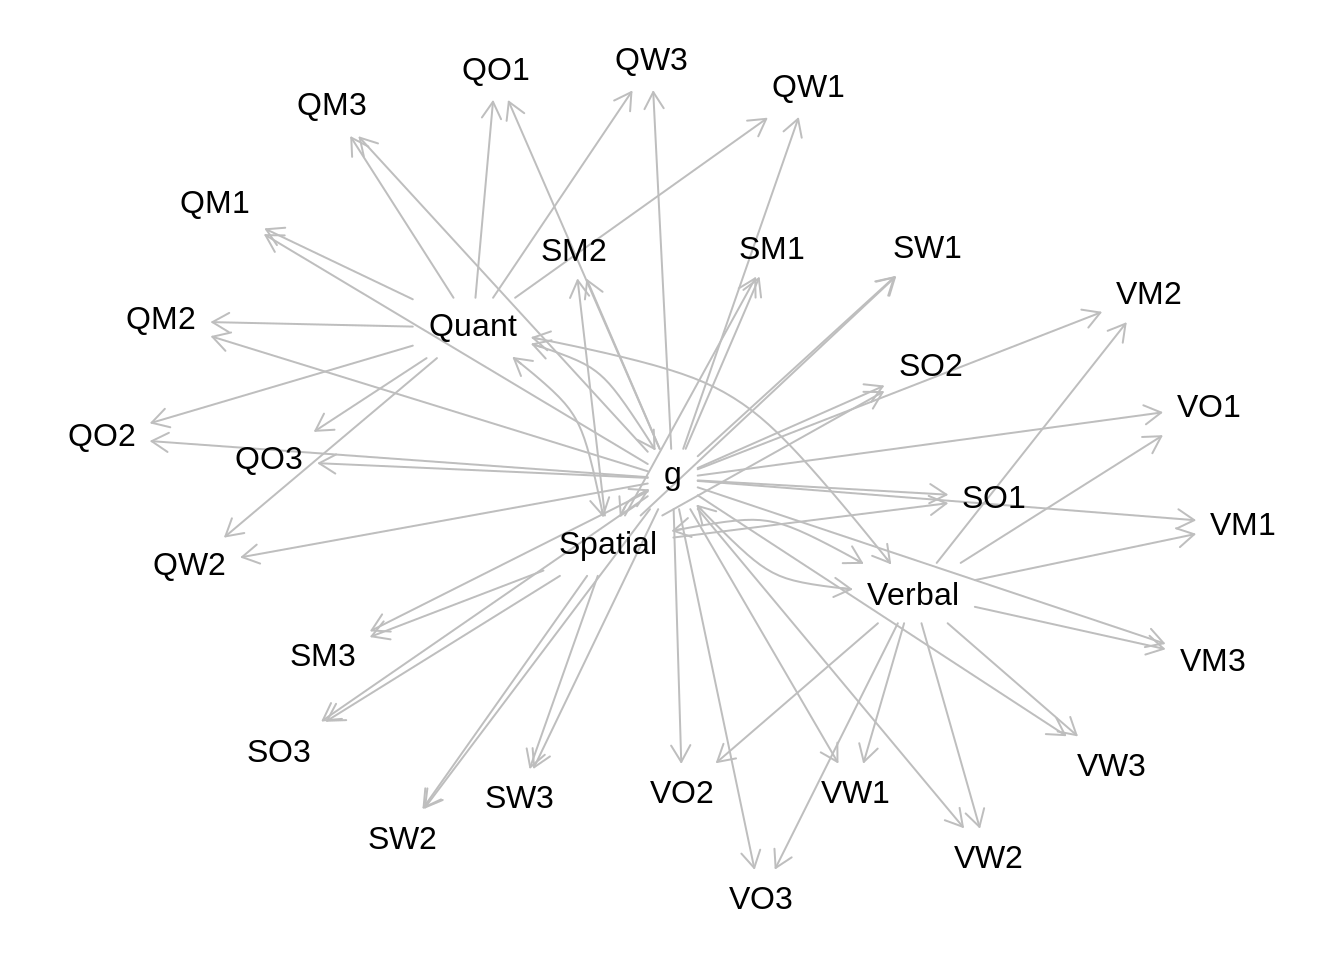 QW3
QO1
QW1
QM3
QM1
SM2
SM1
SW1
VM2
QM2
Quant
SO2
VO1
QO2
QO3
g
SO1
VM1
Spatial
QW2
Verbal
SM3
VM3
SO3
VW3
SW3
VO2
VW1
SW2
VW2
VO3